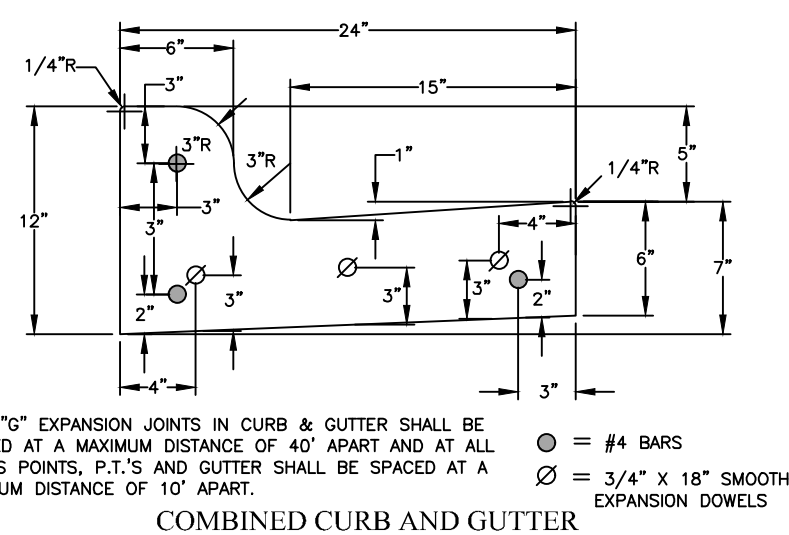 24"
6"
1/4"R
3"
15"
3"R
3"R
1"
5"
1/4"R
12"
3"
3"
4"
6"
7"
2"
3"
3"
3"
2"
4"
3"
"G" EXPANSION JOINTS IN CURB & GUTTER SHALL BE
ED AT A MAXIMUM DISTANCE OF 40' APART AND AT ALL
S POINTS, P.T.'S AND GUTTER SHALL BE SPACED AT A
UM DISTANCE OF 10' APART.
= #4 BARS
= 3/4" X 18" SMOOTH
EXPANSION DOWELS
COMBINED CURB AND GUTTER